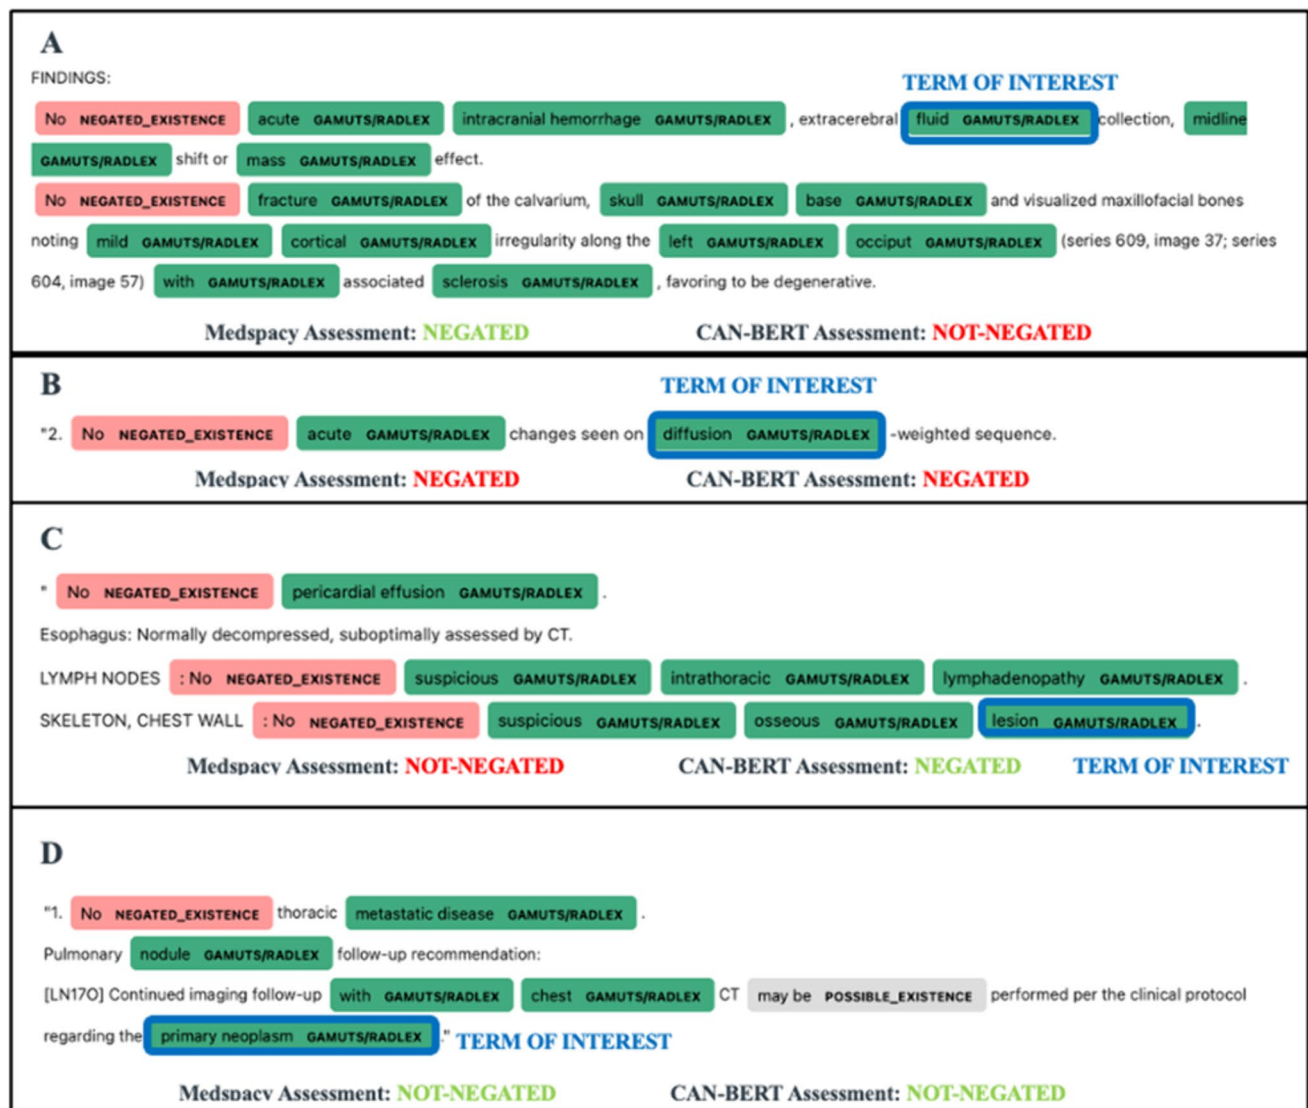 A
FINDINGS:
TERM OF INTEREST
No NEGATED_EXISTENCE acute GAMUTS/RADLEX intracranial hemorrhage GAMUTS/RADLEX , extracerebral fluid GAMUTS/RADLEX collection, midline
GAMUTS/RADLEX shift or mass GAMUTS/RADLEX effect.
No NEGATED_EXISTENCE fracture GAMUTS/RADLEX of the calvarium, skull GAMUTS/RADLEX base GAMUTS/RADLEX and visualized maxillofacial bones
noting mild GAMUTS/RADLEX cortical GAMUTS/RADLEX irregularity along the left GAMUTS/RADLEX occiput GAMUTS/RADLEX (series 609, image 37; series
604, image 57) with GAMUTS/RADLEX associated sclerosis GAMUTS/RADLEX , favoring to be degenerative.
Medspacy Assessment: NEGATED CAN-BERT Assessment: NOT-NEGATED
B
TERM OF INTEREST
"2. No NEGATED_EXISTENCE acute GAMUTS/RADLEX changes seen on diffusion GAMUTS/RADLEX -weighted sequence.
Medspacy Assessment: NEGATED CAN-BERT Assessment: NEGATED
C
" No NEGATED_EXISTENCE pericardial effusion GAMUTS/RADLEX .
Esophagus: Normally decompressed, suboptimally assessed by CT.
LYMPH NODES : No NEGATED_EXISTENCE suspicious GAMUTS/RADLEX intrathoracic GAMUTS/RADLEX lymphadenopathy GAMUTS/RADLEX .
SKELETON, CHEST WALL : No NEGATED_EXISTENCE suspicious GAMUTS/RADLEX osseous GAMUTS/RADLEX lesion GAMUTS/RADLEX .
Medspacy Assessment: NOT-NEGATED CAN-BERT Assessment: NEGATED TERM OF INTEREST
D
"1. No NEGATED_EXISTENCE thoracic metastatic disease GAMUTS/RADLEX .
Pulmonary nodule GAMUTS/RADLEX follow-up recommendation:
[LN17O] Continued imaging follow-up with GAMUTS/RADLEX chest GAMUTS/RADLEX CT may be POSSIBLE_EXISTENCE performed per the clinical protocol
regarding the primary neoplasm GAMUTS/RADLEX ." TERM OF INTEREST
Medspacy Assessment: NOT-NEGATED CAN-BERT Assessment: NOT-NEGATED